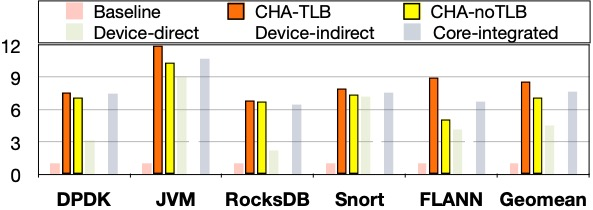 Baseline CHA-TLB CHA-noTLB
Device-direct Device-indirect Core-integrated
12
9
6
3
0
DPDK JVM RocksDB Snort FLANN Geomean